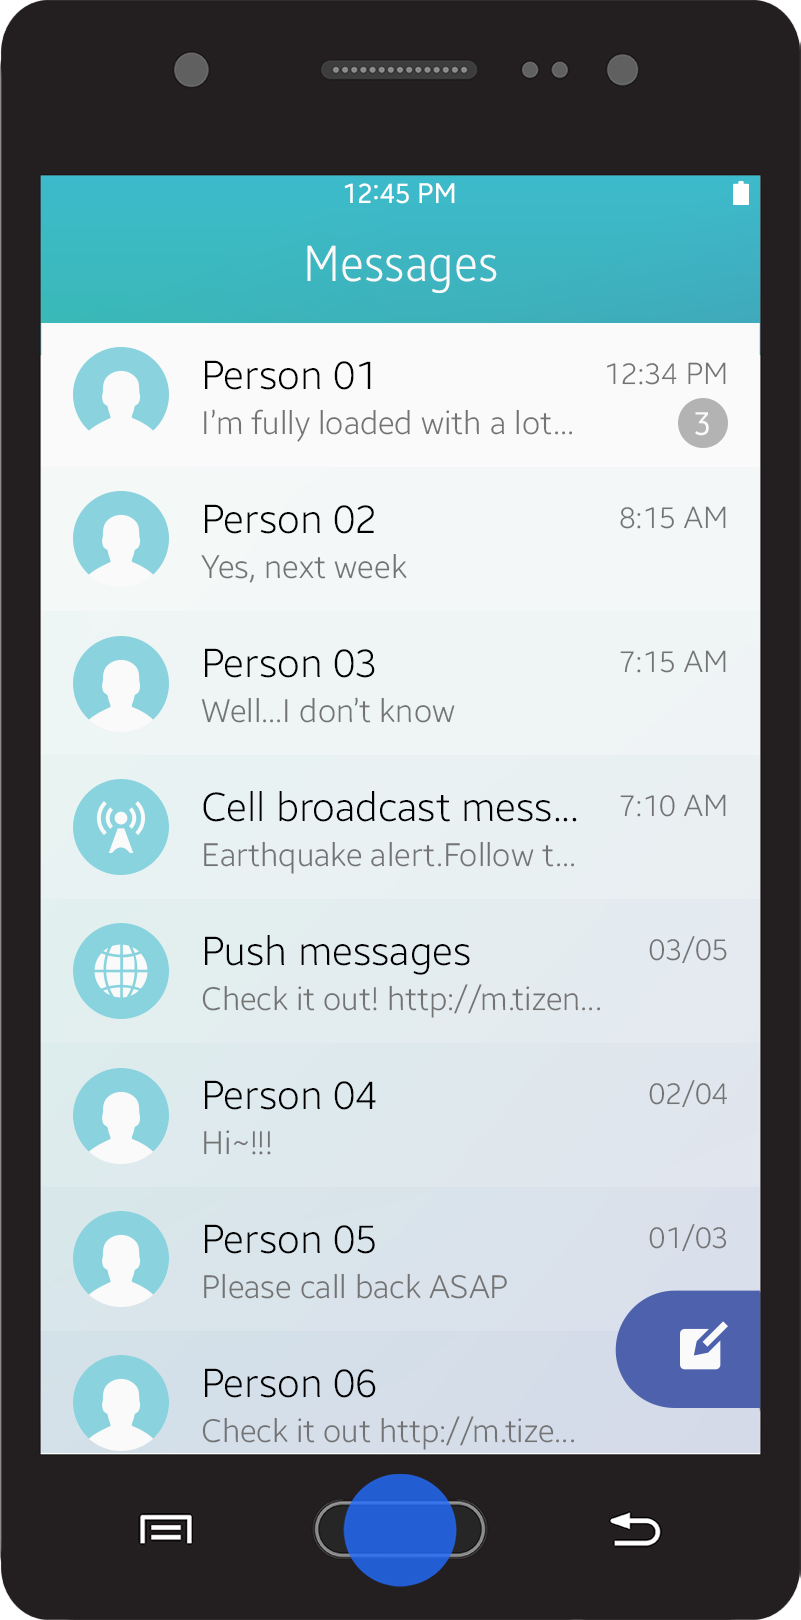 12:45 PM
Messages
Person 01
12:34 PM
I'm fully loaded with a lot...
3
Person 02
8:15 AM
Yes, next week
Person 03
7:15 AM
Well...I don't know
Cell broadcast mess...
7:10 AM
Earthquake alert.Follow t...
Push messages
03/05
Check it out! http://m.tizen...
Person 04
02/04
Hi~!!!
Person 05
01/03
Please call back ASAP
Person 06
Check it out http://m.tize...